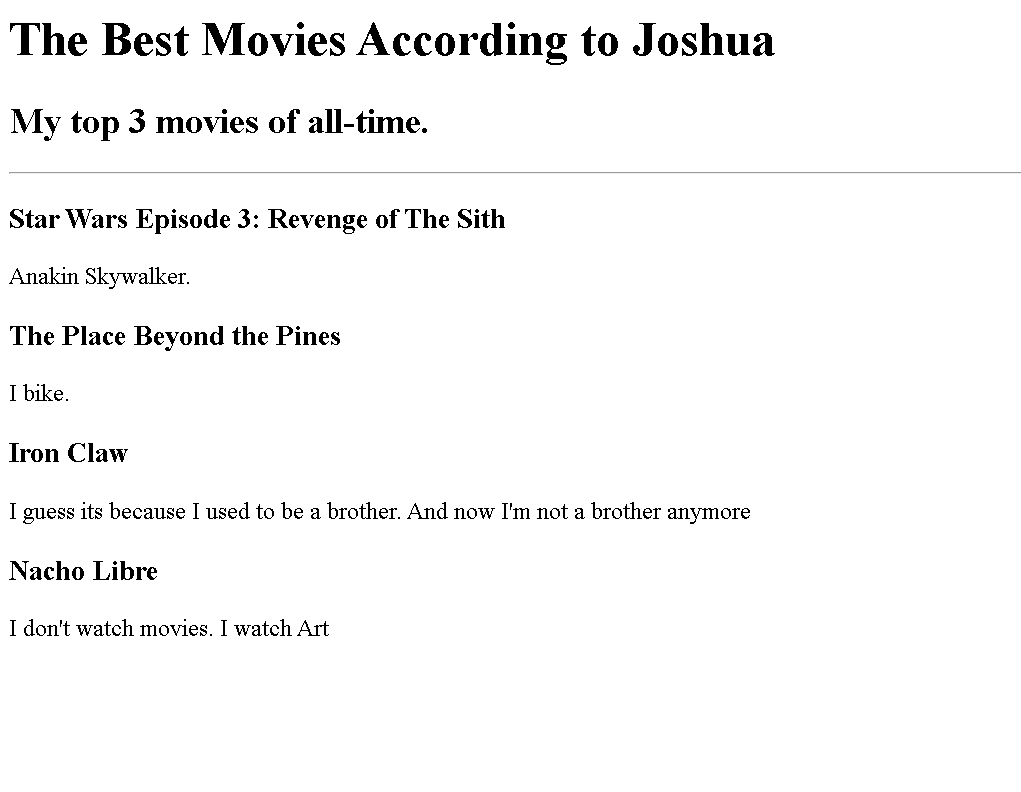 The Best Movies According to Joshua
My top 3 movies of all-time.
Star Wars Episode 3: Revenge of The Sith
Anakin Skywalker.
The Place Beyond the Pines
I bike.
Iron Claw
I guess its because I used to be a brother. And now I'm not a brother anymore
Nacho Libre
I don't watch movies. I watch Art